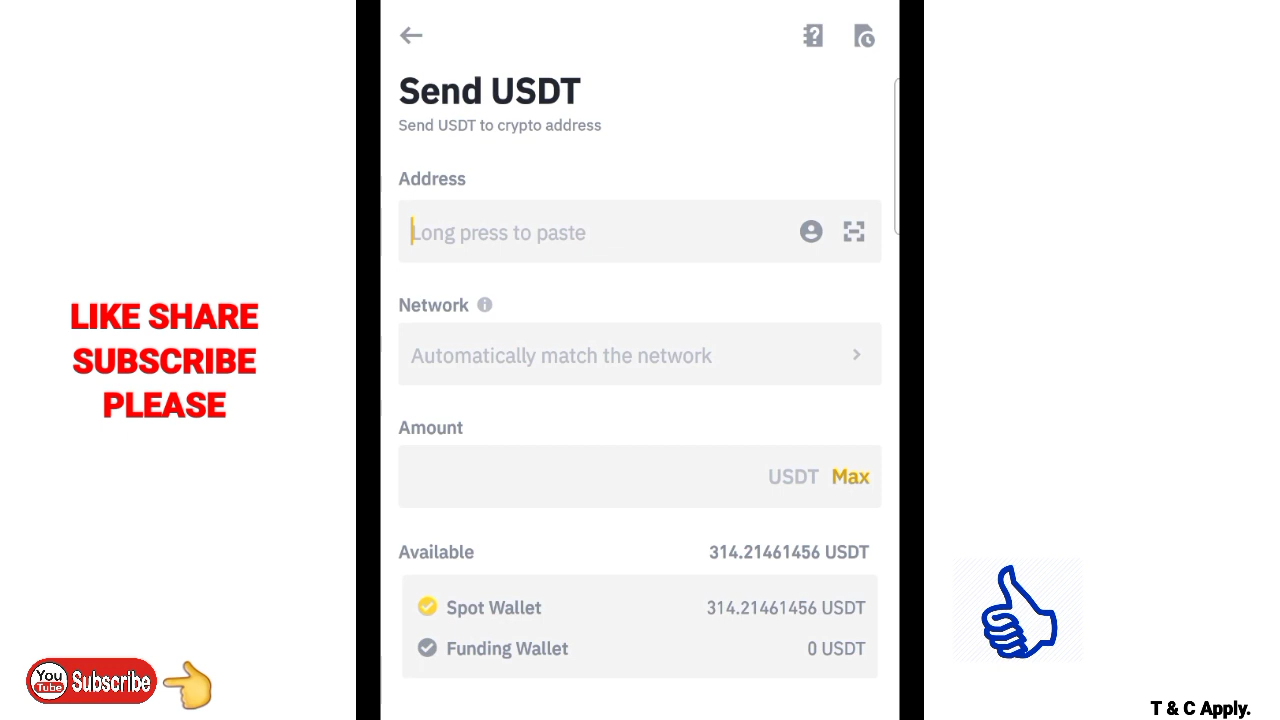 Send USDT
Send USDT to crypto address
Address
Long press to paste
Network
Automatically match the network
Amount
USDT Max
Available 314.21461456 USDT
Spot Wallet 314.21461456 USDT
Funding Wallet 0 USDT
LIKE SHARE
SUBSCRIBE
PLEASE
You
Tube
Subscribe
T & C Apply.